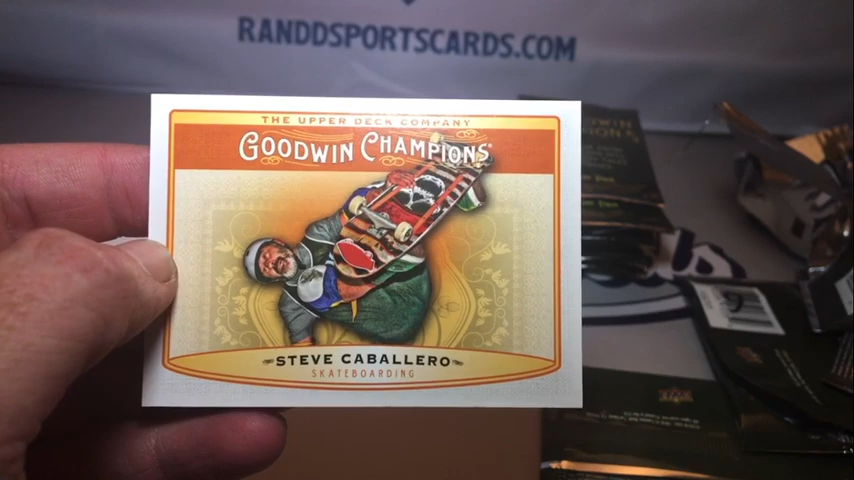 RANDDSPORTSCARDS.COM
THE UPPER DECK COMPANY
GOODWIN CHAMPIONS
STEVE CABALLERO
SKATEBOARDING